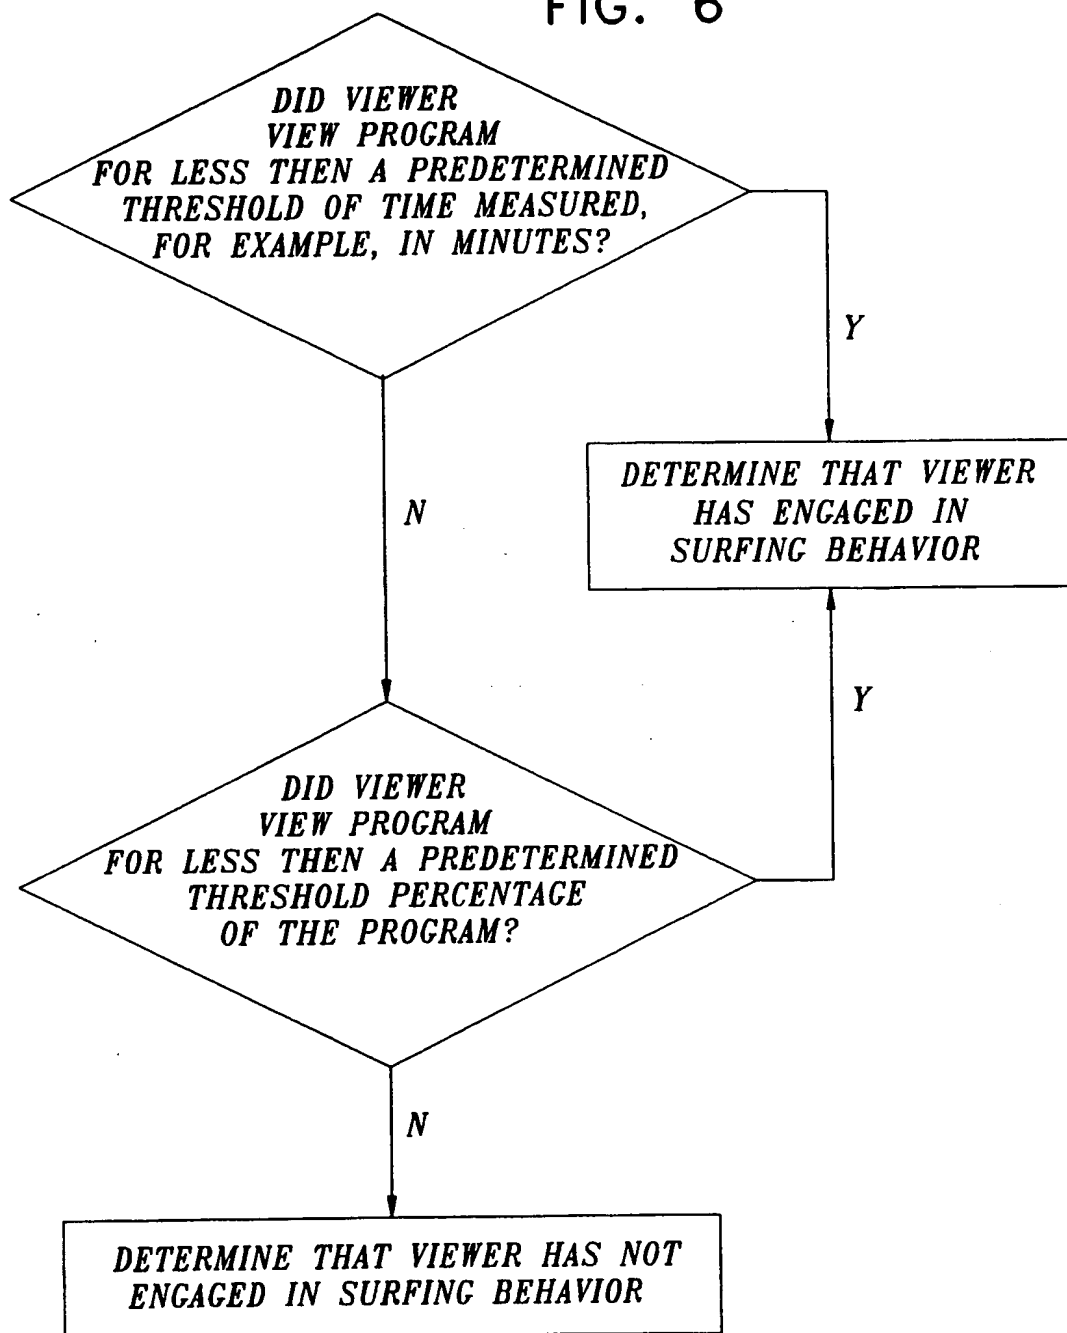 FIG. 6
DID VIEWER
VIEW PROGRAM
FOR LESS THEN A PREDETERMINED
THRESHOLD OF TIME MEASURED,
FOR EXAMPLE, IN MINUTES?
Y
N
DETERMINE THAT VIEWER
HAS ENGAGED IN
SURFING BEHAVIOR
Y
DID VIEWER
VIEW PROGRAM
FOR LESS THEN A PREDETERMINED
THRESHOLD PERCENTAGE
OF THE PROGRAM?
N
DETERMINE THAT VIEWER HAS NOT
ENGAGED IN SURFING BEHAVIOR